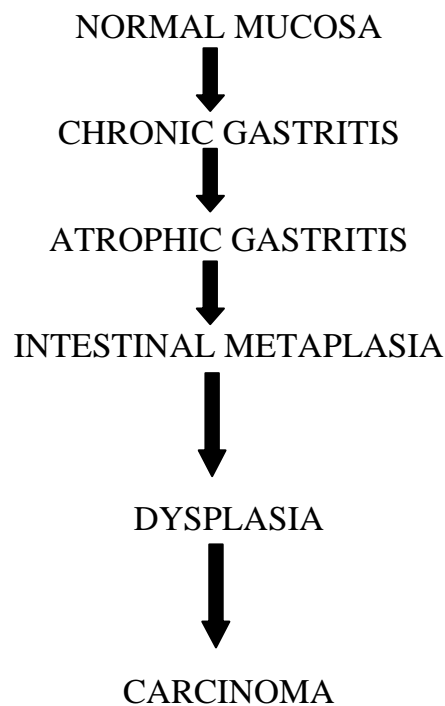 NORMAL MUCOSA
CHRONIC GASTRITIS
ATROPHIC GASTRITIS
INTESTINAL METAPLASIA
DYSPLASIA
CARCINOMA